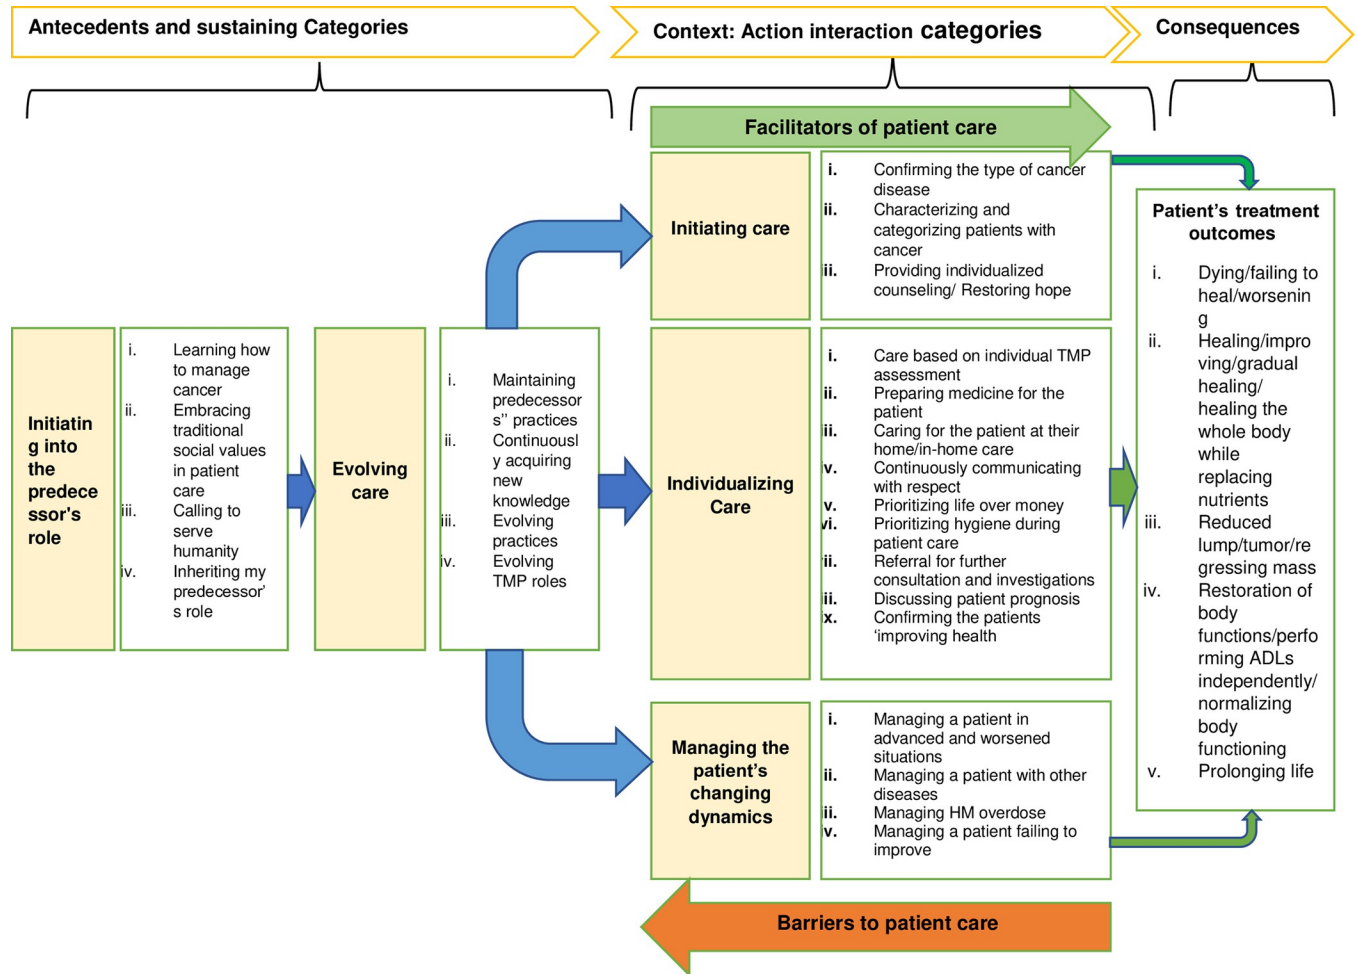 Antecedents and sustaining Categories
Context: Action interaction categories
Consequences
Facilitators of patient care
Initiatin
g into
the
predece
ssor's
role
i. Learning how
to manage
cancer
ii. Embracing
traditional
social values
in patient
care
iii. Calling to
serve
humanity
iv. Inheriting my
predecessor’
s role
Evolving
care
i. Maintaining
predecessor
s’’ practices
ii. Continuousl
y acquiring
new
knowledge
iii. Evolving
practices
iv. Evolving
TMP roles
Initiating care
i. Confirming the type of cancer
disease
ii. Characterizing and
categorizing patients with
cancer
ii. Providing individualized
counseling/ Restoring hope
Individualizing
Care
i. Care based on individual TMP
assessment
ii. Preparing medicine for the
patient
ii. Caring for the patient at their
home/in-home care
iv. Continuously communicating
with respect
v. Prioritizing life over money
vi. Prioritizing hygiene during
patient care
ii. Referral for further
consultation and investigations
ii. Discussing patient prognosis
x. Confirming the patients
‘improving health
Managing the
patient’s
changing
dynamics
i. Managing a patient in
advanced and worsened
situations
ii. Managing a patient with other
diseases
ii. Managing HM overdose
iv. Managing a patient failing to
improve
Patient’s treatment
outcomes
i. Dying/failing to
heal/worsenin
g
ii. Healing/impro
ving/gradual
healing/
healing the
whole body
while
replacing
nutrients
iii. Reduced
lump/tumor/re
gressing mass
iv. Restoration of
body
functions/perfo
rming ADLs
independently/
normalizing
body
functioning
v. Prolonging life
Barriers to patient care